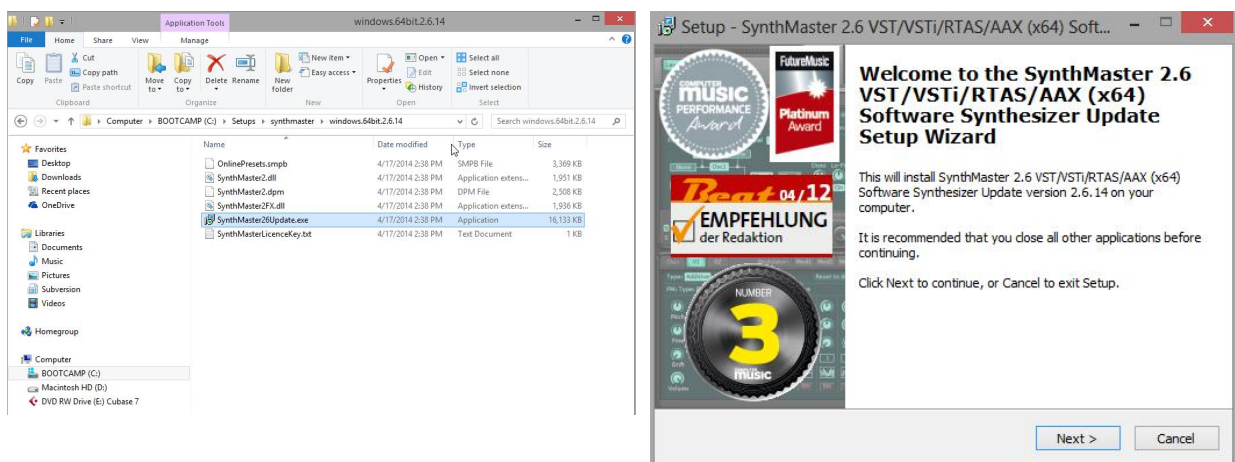 Application Tools
windows.64bit.2.6.14
File Home Share View Manage
Copy
Paste
Cut
Copy path
Paste shortcut
Clipboard
Move to
Copy to
Delete
Rename
Organize
New folder
New item
Easy access
New
Properties
Open
Edit
History
Open
Select all
Select none
Invert selection
Select
Computer BOOTCAMP (C:) Setups synthmaster windows.64bit.2.6.14
Search windows.64bit.2.6.14
Favorites
Desktop
Downloads
Recent places
OneDrive
Libraries
Documents
Music
Pictures
Subversion
Videos
Homegroup
Computer
BOOTCAMP (C:)
Macintosh HD (D:)
DVD RW Drive (E:) Cubase 7
Name Date modified Type Size
OnlinePresets.smpb 4/17/2014 2:38 PM SMPB File 3,369 KB
SynthMaster2.dll 4/17/2014 2:38 PM Application extens... 1,951 KB
SynthMaster2.dpm 4/17/2014 2:38 PM DPM File 2,508 KB
SynthMaster2FX.dll 4/17/2014 2:38 PM Application extens... 1,936 KB
SynthMaster26Update.exe 4/17/2014 2:38 PM Application 16,133 KB
SynthMasterLicenceKey.txt 4/17/2014 2:38 PM Text Document 1 KB
Setup - SynthMaster 2.6 VST/VSTi/RTAS/AAX (x64) Soft...
COMPUTER
music
PERFORMANCE
Award
FutureMusic
Platinum
Award
Beat 04/12
EMPFEHLUNG
der Redaktion
NUMBER
3
COMPUTER
music
Welcome to the SynthMaster 2.6
VST/VSTi/RTAS/AAX (x64)
Software Synthesizer Update
Setup Wizard
This will install SynthMaster 2.6 VST/VSTi/RTAS/AAX (x64)
Software Synthesizer Update version 2.6.14 on your
computer.
It is recommended that you close all other applications before
continuing.
Click Next to continue, or Cancel to exit Setup.
Next >
Cancel